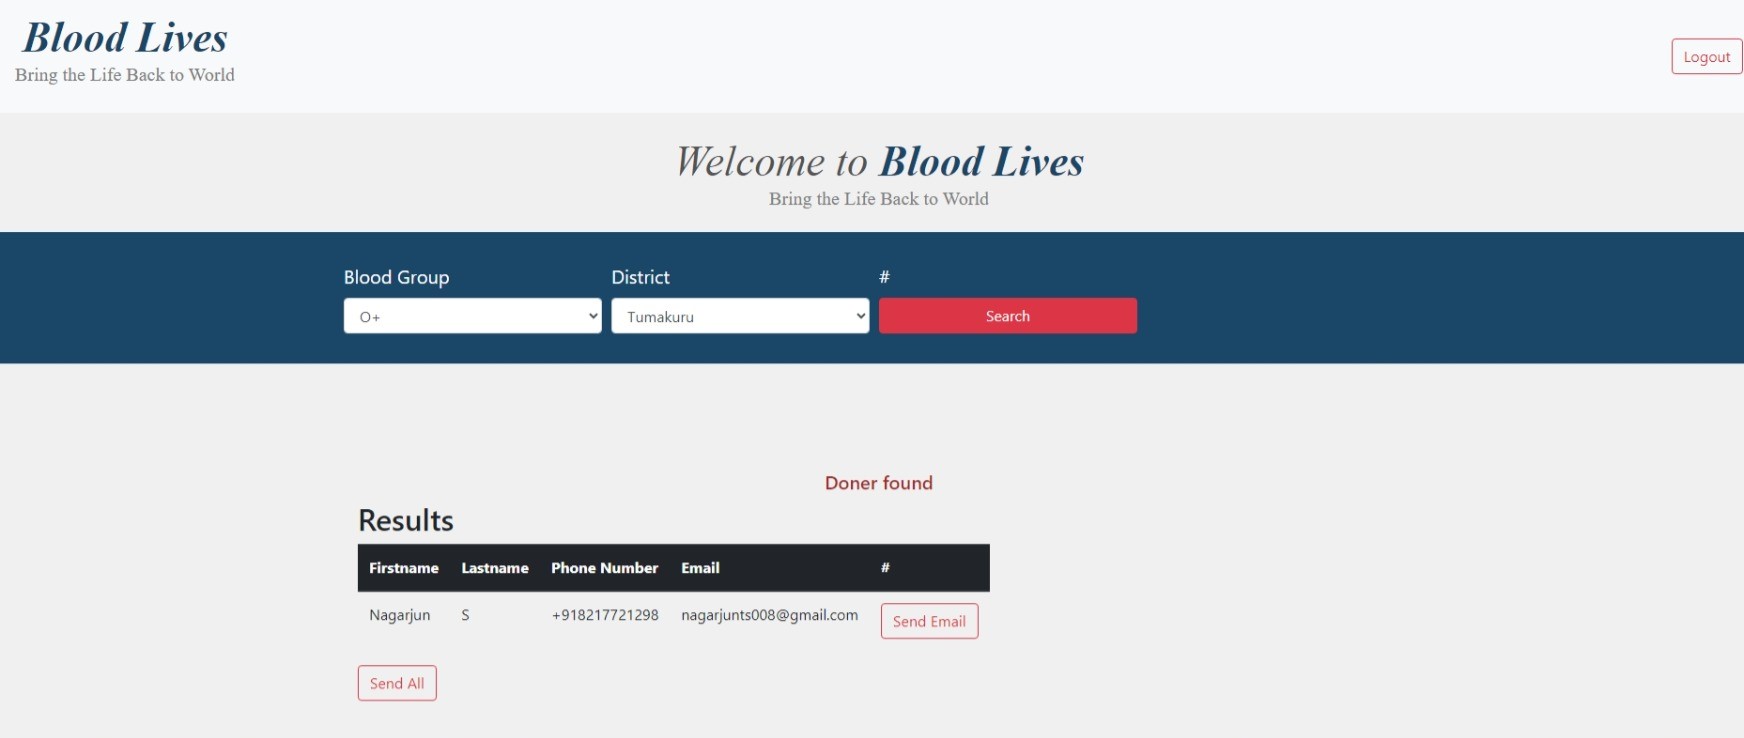 Blood Lives
Bring the Life Back to World
Logout
Welcome to Blood Lives
Bring the Life Back to World
Blood Group District #
O+ Tumakuru Search
Doner found
Results
Firstname Lastname Phone Number Email #
Nagarjun S +918217721298 nagarjunts008@gmail.com Send Email
Send All